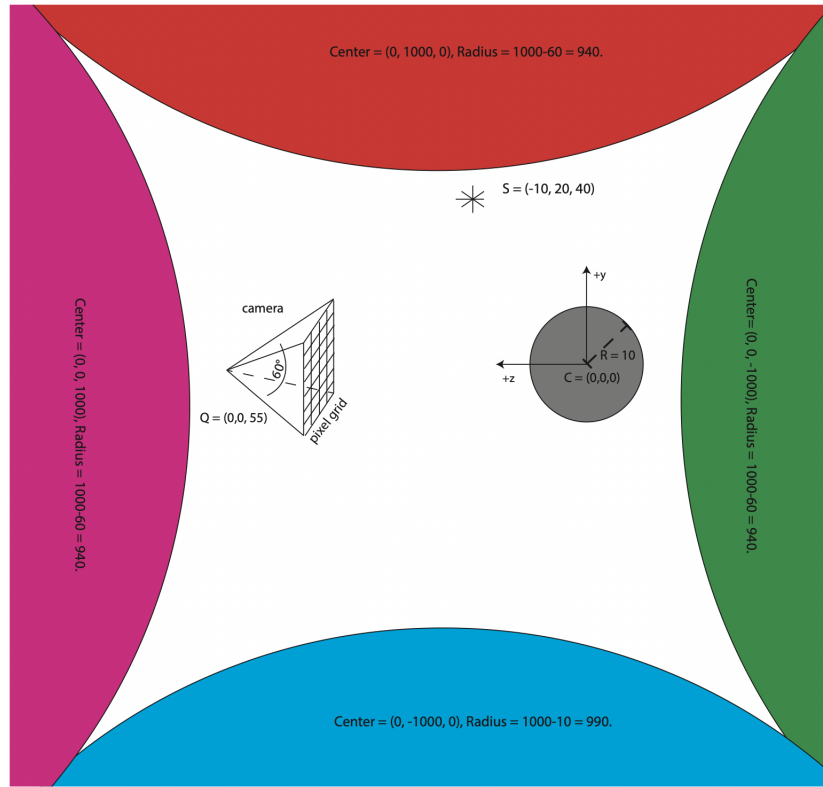 Center = (0, 1000, 0), Radius = 1000-60 = 940.
S = (-10, 20, 40)
+y
camera
60°
R = 10
+z
C = (0,0,0)
Q = (0,0, 55)
pixel grid
Center = (0, 0, 1000), Radius = 1000-60 = 940.
Center= (0, 0, -1000), Radius = 1000-60 = 940.
Center = (0, -1000, 0), Radius = 1000-10 = 990.